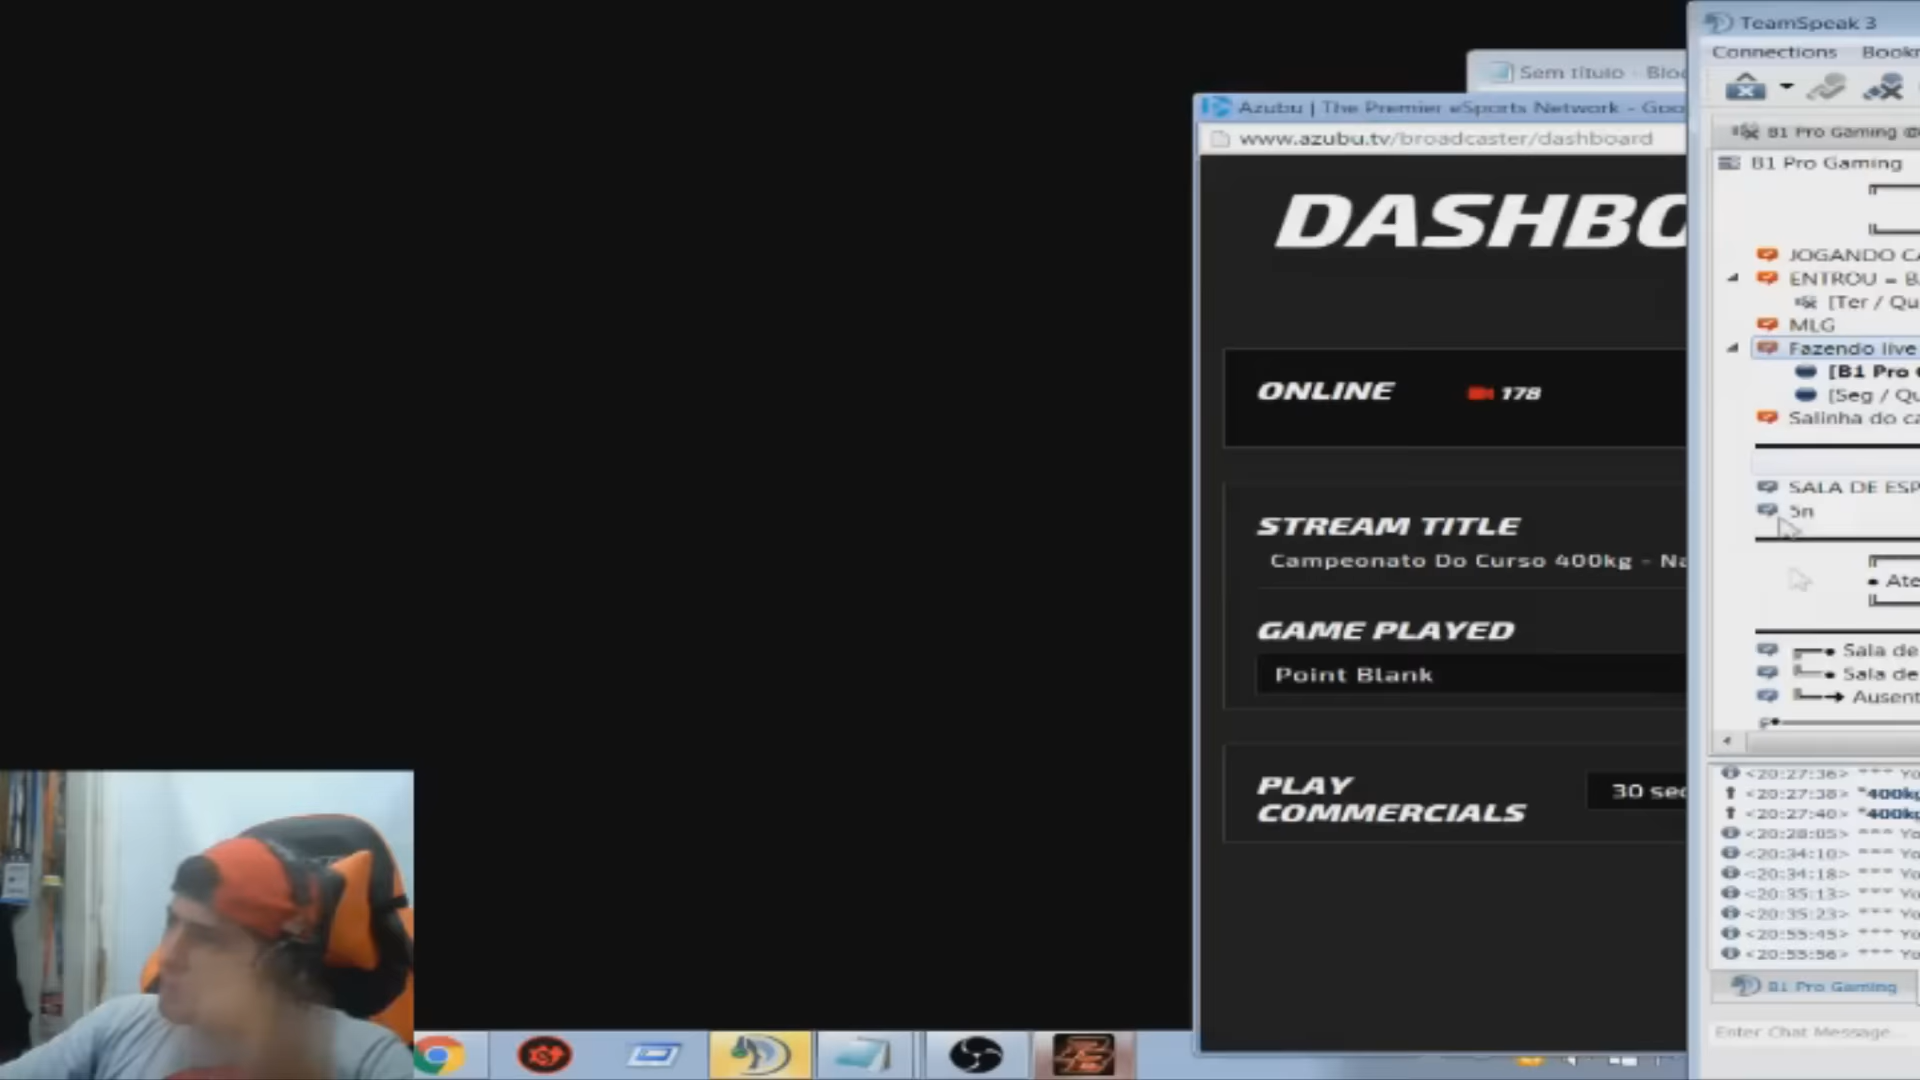 TeamSpeak 3
Connections
Sem título
Azubu | The Premier eSports Network
www.azubu.tv/broadcaster/dashboard
B1 Pro Gaming
B1 Pro Gaming
JOGANDO
ENTROU =
[Ter /
MLG
Fazendo live
[B1 Pro
[Seg /
Salinha do
SALA DE
5n
Sala de
Sala de
ONLINE
178
STREAM TITLE
Campeonato Do Curso 400kg -
GAME PLAYED
Point Blank
PLAY
COMMERCIALS
30
<20:27:36> ***
<20:27:38>
<20:27:40>
<20:28:05> ***
<20:34:10> ***
<20:34:18> ***
<20:35:13> ***
<20:35:23> ***
<20:55:45> ***
<20:55:56> ***
B1 Pro Gaming
Enter Chat Message...